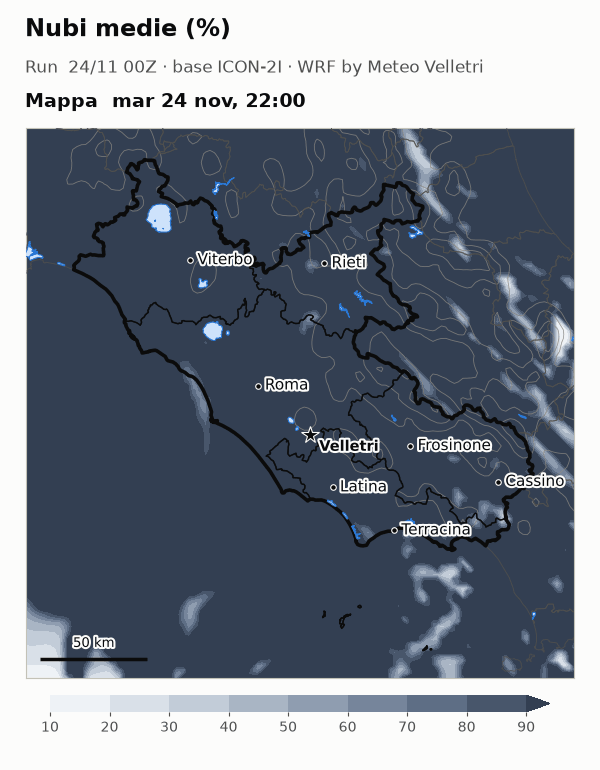 Nubi medie (%)
Run  24/11 00Z · base ICON-2I · WRF by Meteo Velletri
Mappa  mar 24 nov, 22:00
Viterbo
Rieti
Roma
Velletri
Frosinone
Latina
Cassino
Terracina
50 km
10 20 30 40 50 60 70 80 90